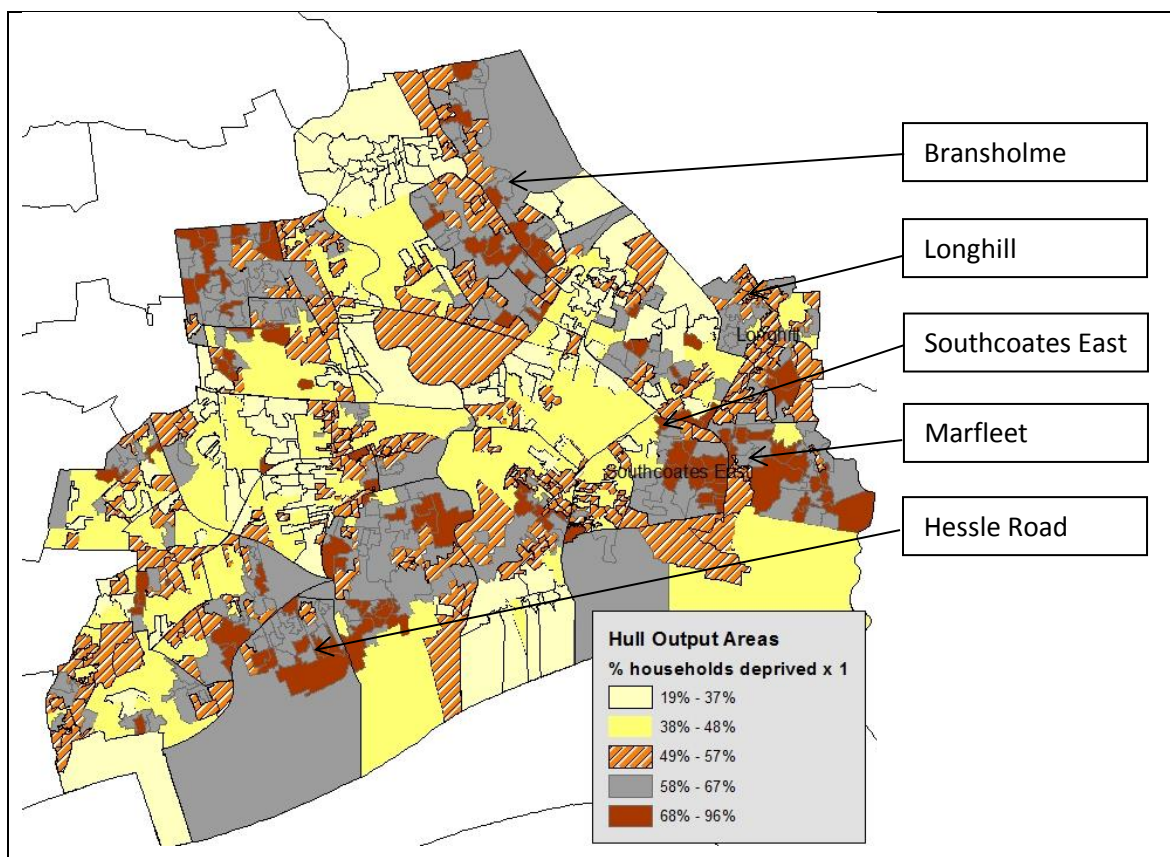 Bransholme
Longhill
Southcoates East
Marfleet
Hessle Road
Longhill
Southcoates East
Hull Output Areas
% households deprived x 1
19% - 37%
38% - 48%
49% - 57%
58% - 67%
68% - 96%